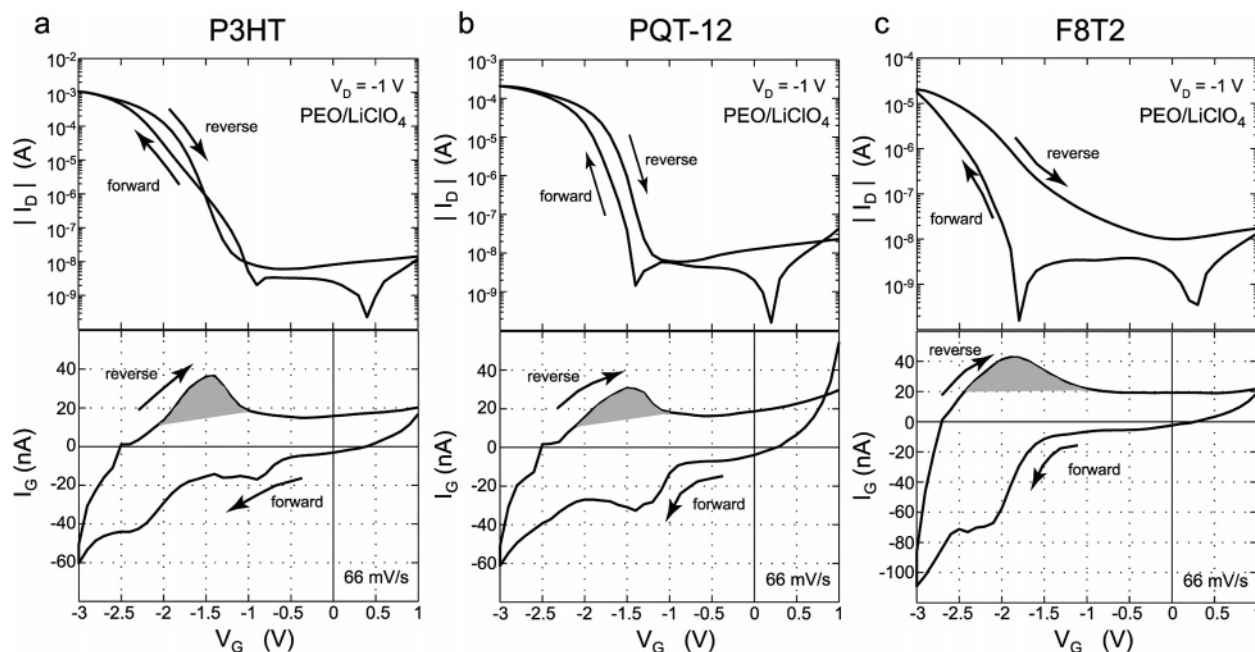 a P3HT
10⁻²
10⁻³
10⁻⁴
10⁻⁵
10⁻⁶
10⁻⁷
10⁻⁸
10⁻⁹
| I_D | (A)
V_D = -1 V
PEO/LiClO₄
reverse
forward
40
20
0
-20
-40
-60
I_G (nA)
reverse
forward
66 mV/s
-3 -2.5 -2 -1.5 -1 -0.5 0 0.5 1
V_G (V)
b PQT-12
10⁻³
10⁻⁴
10⁻⁵
10⁻⁶
10⁻⁷
10⁻⁸
10⁻⁹
| I_D | (A)
V_D = -1 V
PEO/LiClO₄
reverse
forward
40
20
0
-20
-40
-60
I_G (nA)
reverse
forward
66 mV/s
-3 -2.5 -2 -1.5 -1 -0.5 0 0.5 1
V_G (V)
c F8T2
10⁻⁴
10⁻⁵
10⁻⁶
10⁻⁷
10⁻⁸
10⁻⁹
| I_D | (A)
V_D = -1 V
PEO/LiClO₄
reverse
forward
40
20
0
-20
-40
-60
-80
-100
I_G (nA)
reverse
forward
66 mV/s
-3 -2.5 -2 -1.5 -1 -0.5 0 0.5 1
V_G (V)